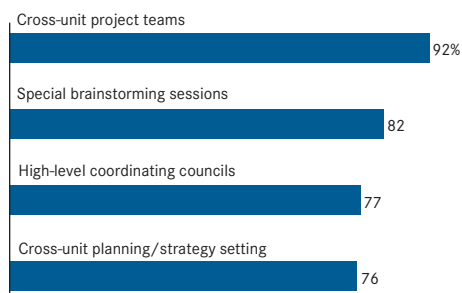 Cross-unit project teams
92%
Special brainstorming sessions
82
High-level coordinating councils
77
Cross-unit planning/strategy setting
76